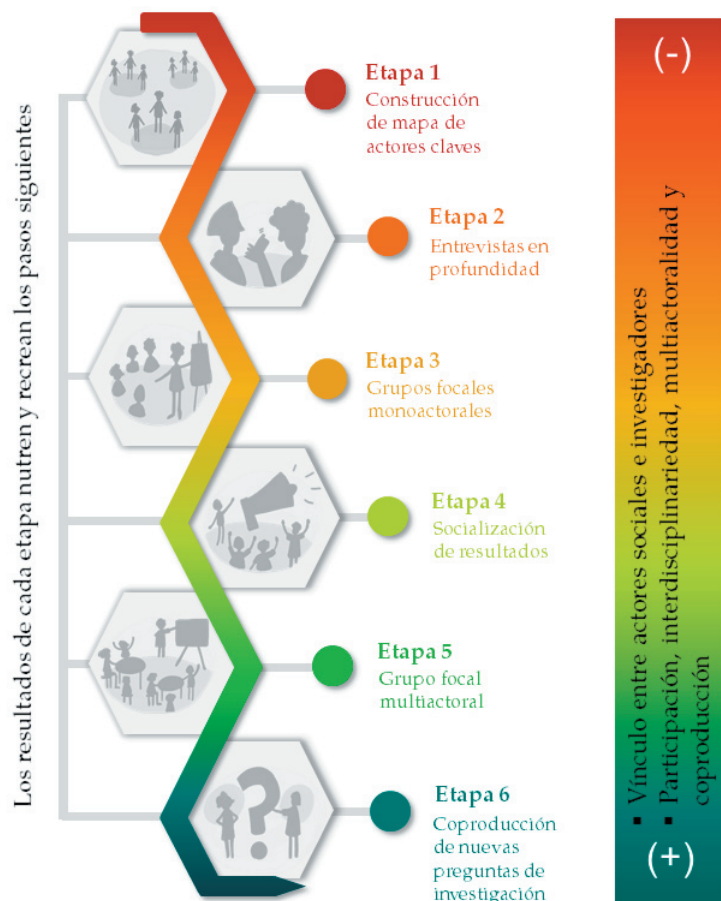 Los resultados de cada etapa nutren y recrean los pasos siguientes
Etapa 1
Construcción
de mapa de
actores claves
Etapa 2
Entrevistas en
profundidad
Etapa 3
Grupos focales
monoactorales
Etapa 4
Socialización
de resultados
Etapa 5
Grupo focal
multiactoral
Etapa 6
Coproducción
de nuevas
preguntas de
investigación
(-)
▪ Vínculo entre actores sociales e investigadores
▪ Participación, interdisciplinariedad, multiactoralidad y
coproducción
(+)